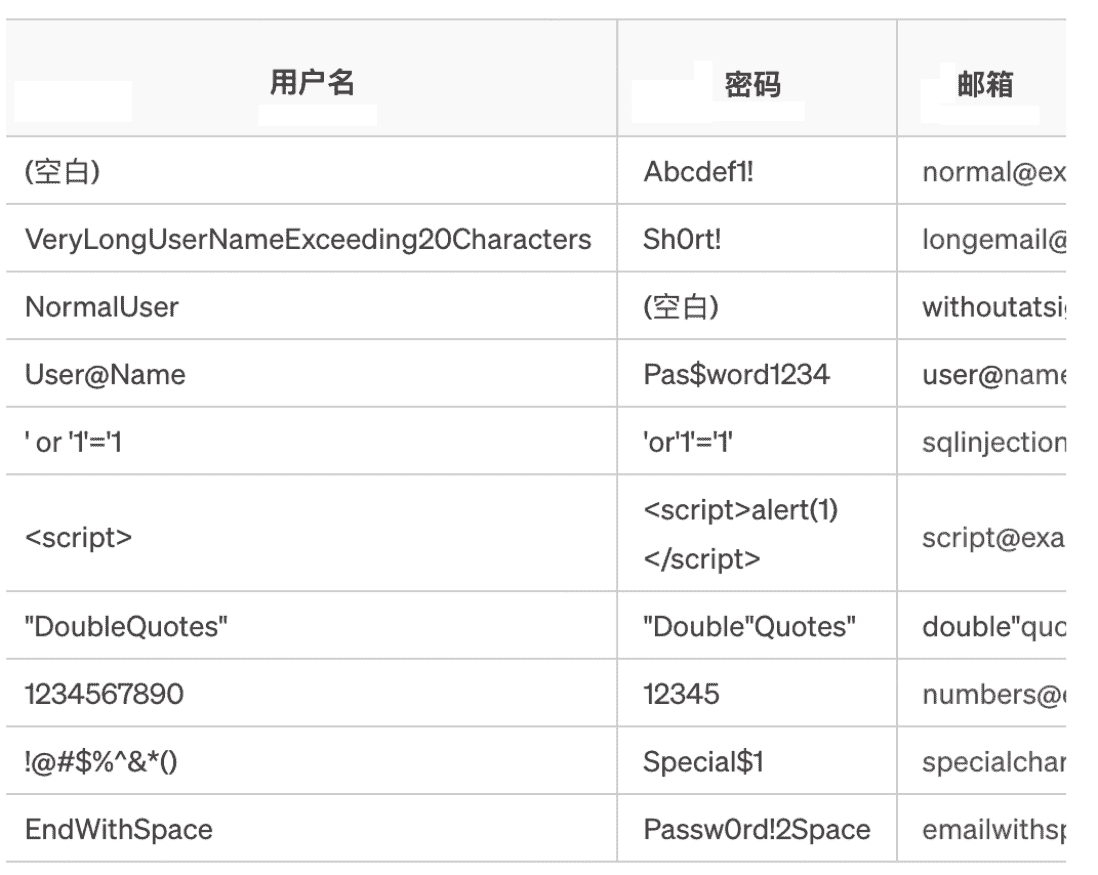 用户名 密码 邮箱
(空白) Abcdef1! normal@ex
VeryLongUserNameExceeding20Characters Sh0rt! longemail@
NormalUser (空白) withoutatsi
User@Name Pas$word1234 user@name
' or '1'='1 'or'1'='1' sqlinjection
<script> <script>alert(1)
</script> script@exa
"DoubleQuotes" "Double"Quotes" double"quo
1234567890 12345 numbers@e
!@#$%^&*() Special$1 specialchar
EndWithSpace Passw0rd!2Space emailwithsp